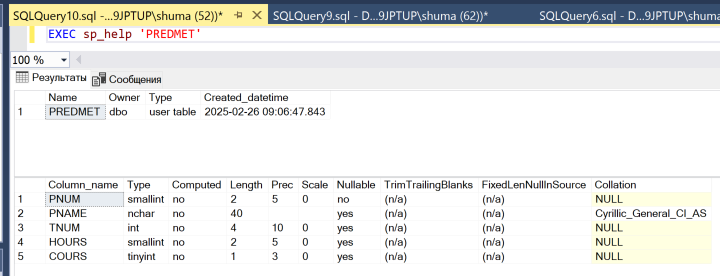 SQLQuery10.sql - D...9JPTUP\shuma (52))* SQLQuery9.sql - D...9JPTUP\shuma (62))* SQLQuery6.sql - D...9JPTUP\shuma
EXEC sp_help 'PREDMET'
100 %
Результаты Сообщения
Name Owner Type Created_datetime
1 PREDMET dbo user table 2025-02-26 09:06:47.843
Column_name Type Computed Length Prec Scale Nullable TrimTrailingBlanks FixedLenNullInSource Collation
1 PNUM smallint no 2 5 0 no (n/a) (n/a) NULL
2 PNAME nchar no 40 yes (n/a) (n/a) Cyrillic_General_CI_AS
3 TNUM int no 4 10 0 yes (n/a) (n/a) NULL
4 HOURS smallint no 2 5 0 yes (n/a) (n/a) NULL
5 COURS tinyint no 1 3 0 yes (n/a) (n/a) NULL